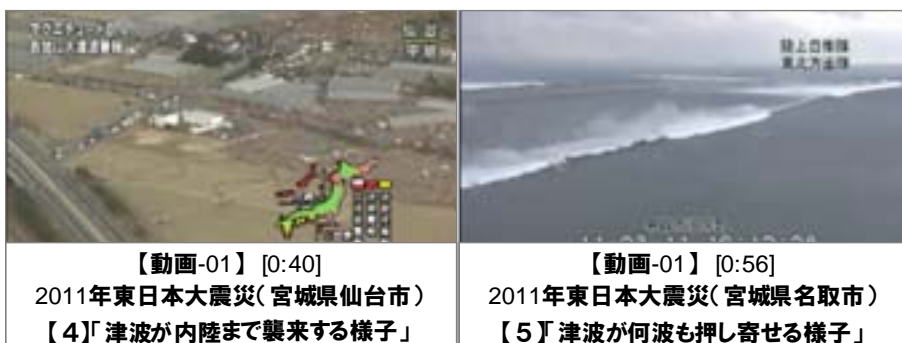 陸上自衛隊
東北方面隊
【動画-01】 [0:40]
2011年東日本大震災(宮城県仙台市)
【4】「津波が内陸まで襲来する様子」
【動画-01】 [0:56]
2011年東日本大震災(宮城県名取市)
【5】「津波が何波も押し寄せる様子」